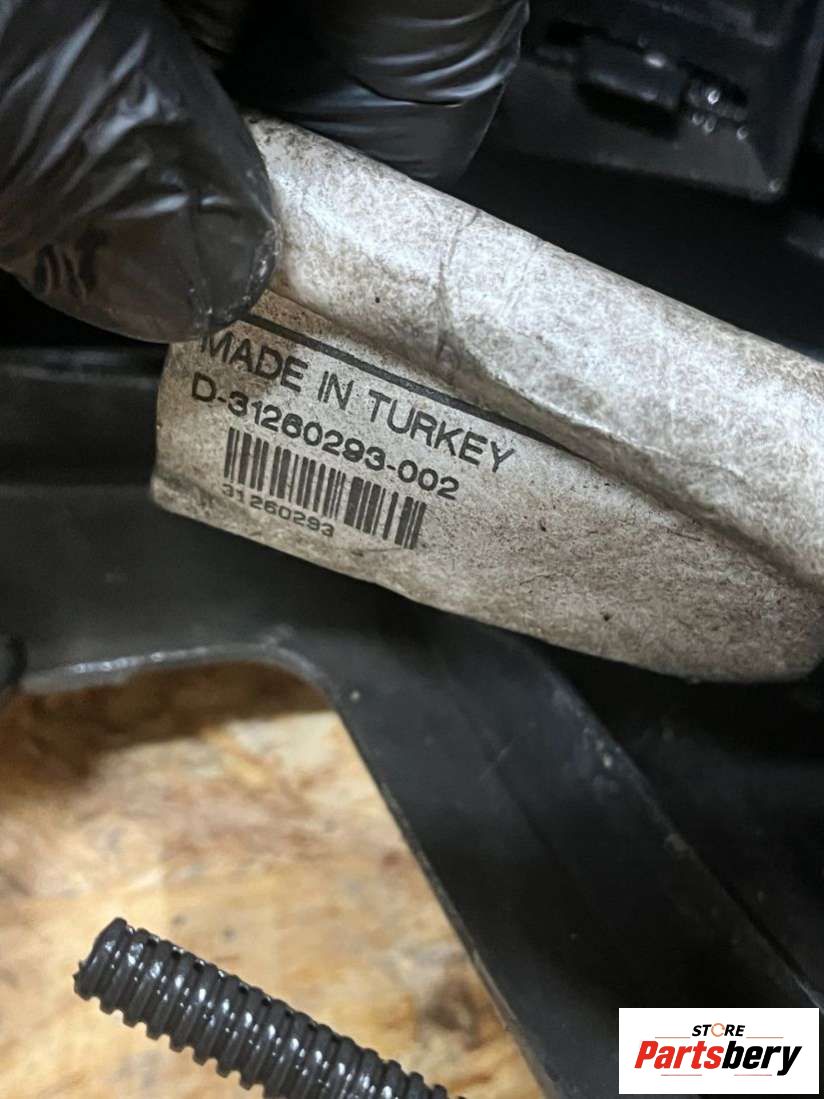 MADE IN TURKEY
D-31260293-002
31260293
STORE
Partsbery